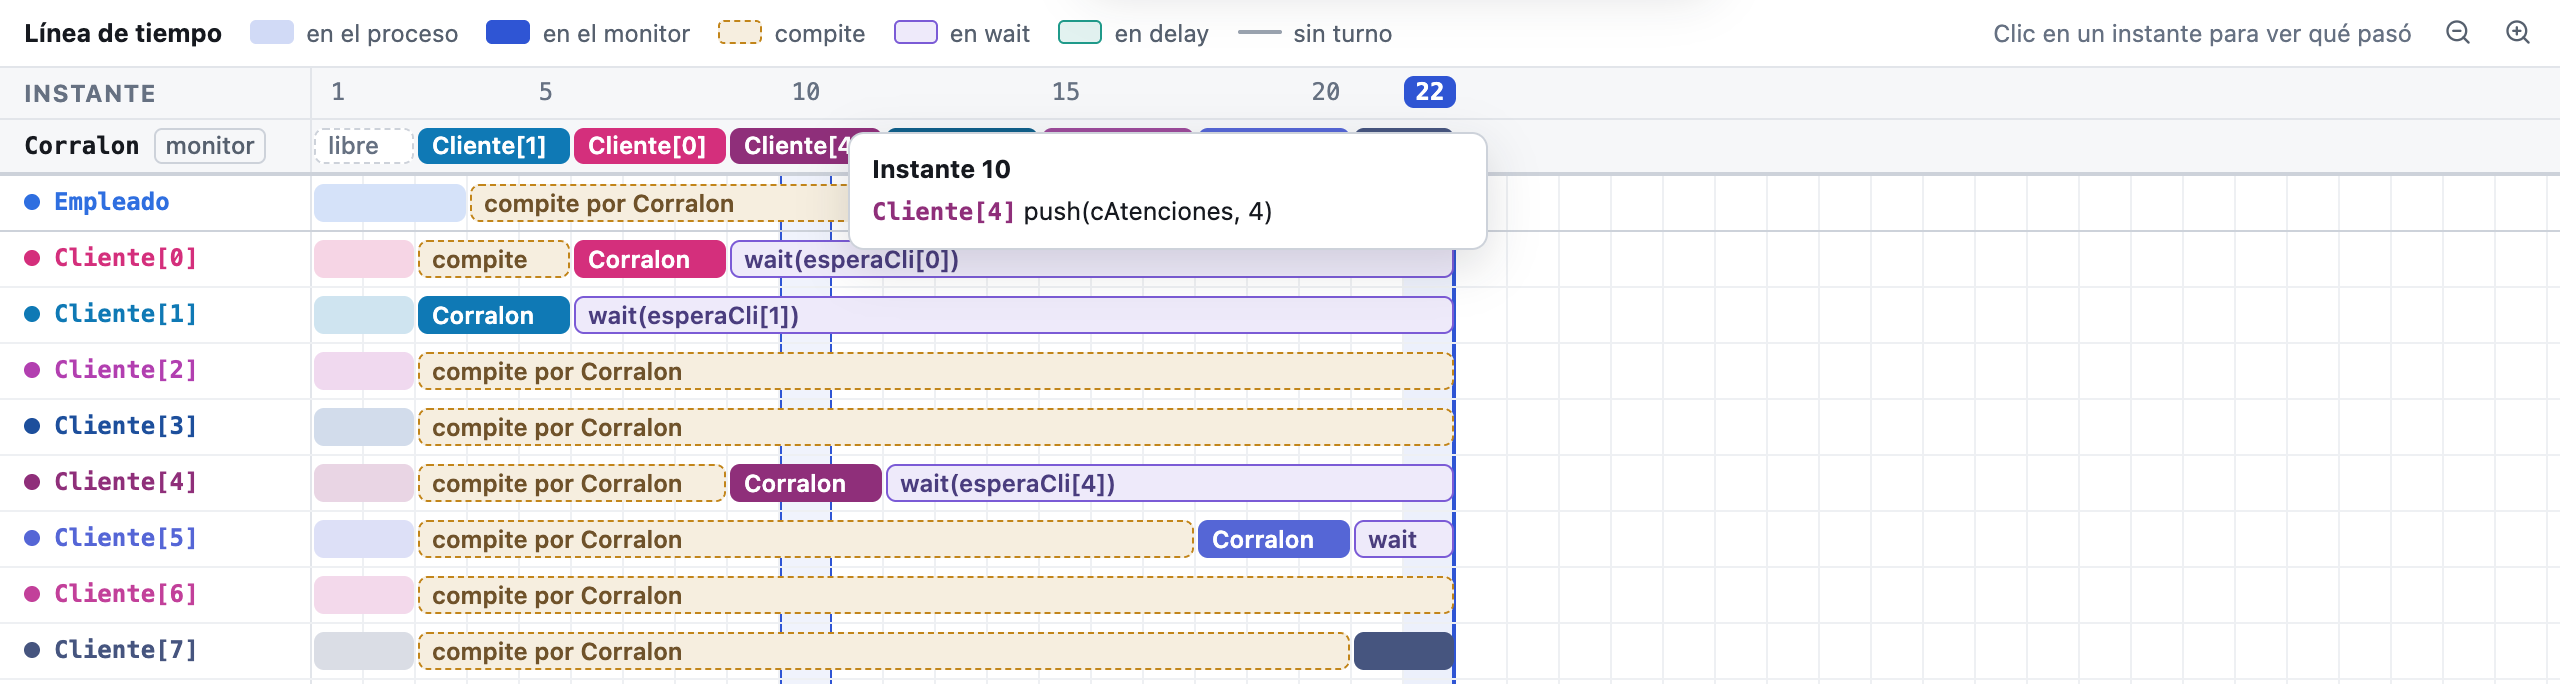 Línea de tiempo en el proceso en el monitor compite en wait en delay sin turno Clic en un instante para ver qué pasó
INSTANTE 1 5 10 15 20 22
Corralon monitor libre Cliente[1] Cliente[0] Cliente[4
Instante 10
Cliente[4] push(cAtenciones, 4)
Empleado compite por Corralon
Cliente[0] compite Corralon wait(esperaCli[0])
Cliente[1] Corralon wait(esperaCli[1])
Cliente[2] compite por Corralon
Cliente[3] compite por Corralon
Cliente[4] compite por Corralon Corralon wait(esperaCli[4])
Cliente[5] compite por Corralon Corralon wait
Cliente[6] compite por Corralon
Cliente[7] compite por Corralon